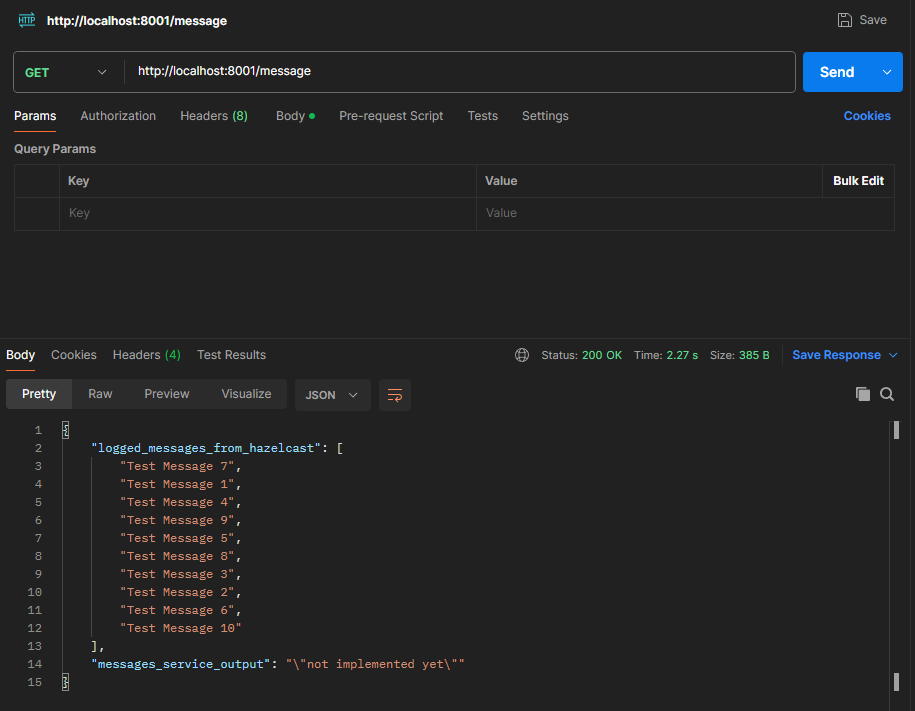 HTTP http://localhost:8001/message Save
GET http://localhost:8001/message Send
Params Authorization Headers (8) Body Pre-request Script Tests Settings Cookies
Query Params
Key Value Bulk Edit
Key Value
Body Cookies Headers (4) Test Results Status: 200 OK Time: 2.27 s Size: 385 B Save Response
Pretty Raw Preview Visualize JSON
1 {
2 "logged_messages_from_hazelcast": [
3 "Test Message 7",
4 "Test Message 1",
5 "Test Message 4",
6 "Test Message 9",
7 "Test Message 5",
8 "Test Message 8",
9 "Test Message 3",
10 "Test Message 2",
11 "Test Message 6",
12 "Test Message 10"
13 ],
14 "messages_service_output": "\"not implemented yet\""
15 }